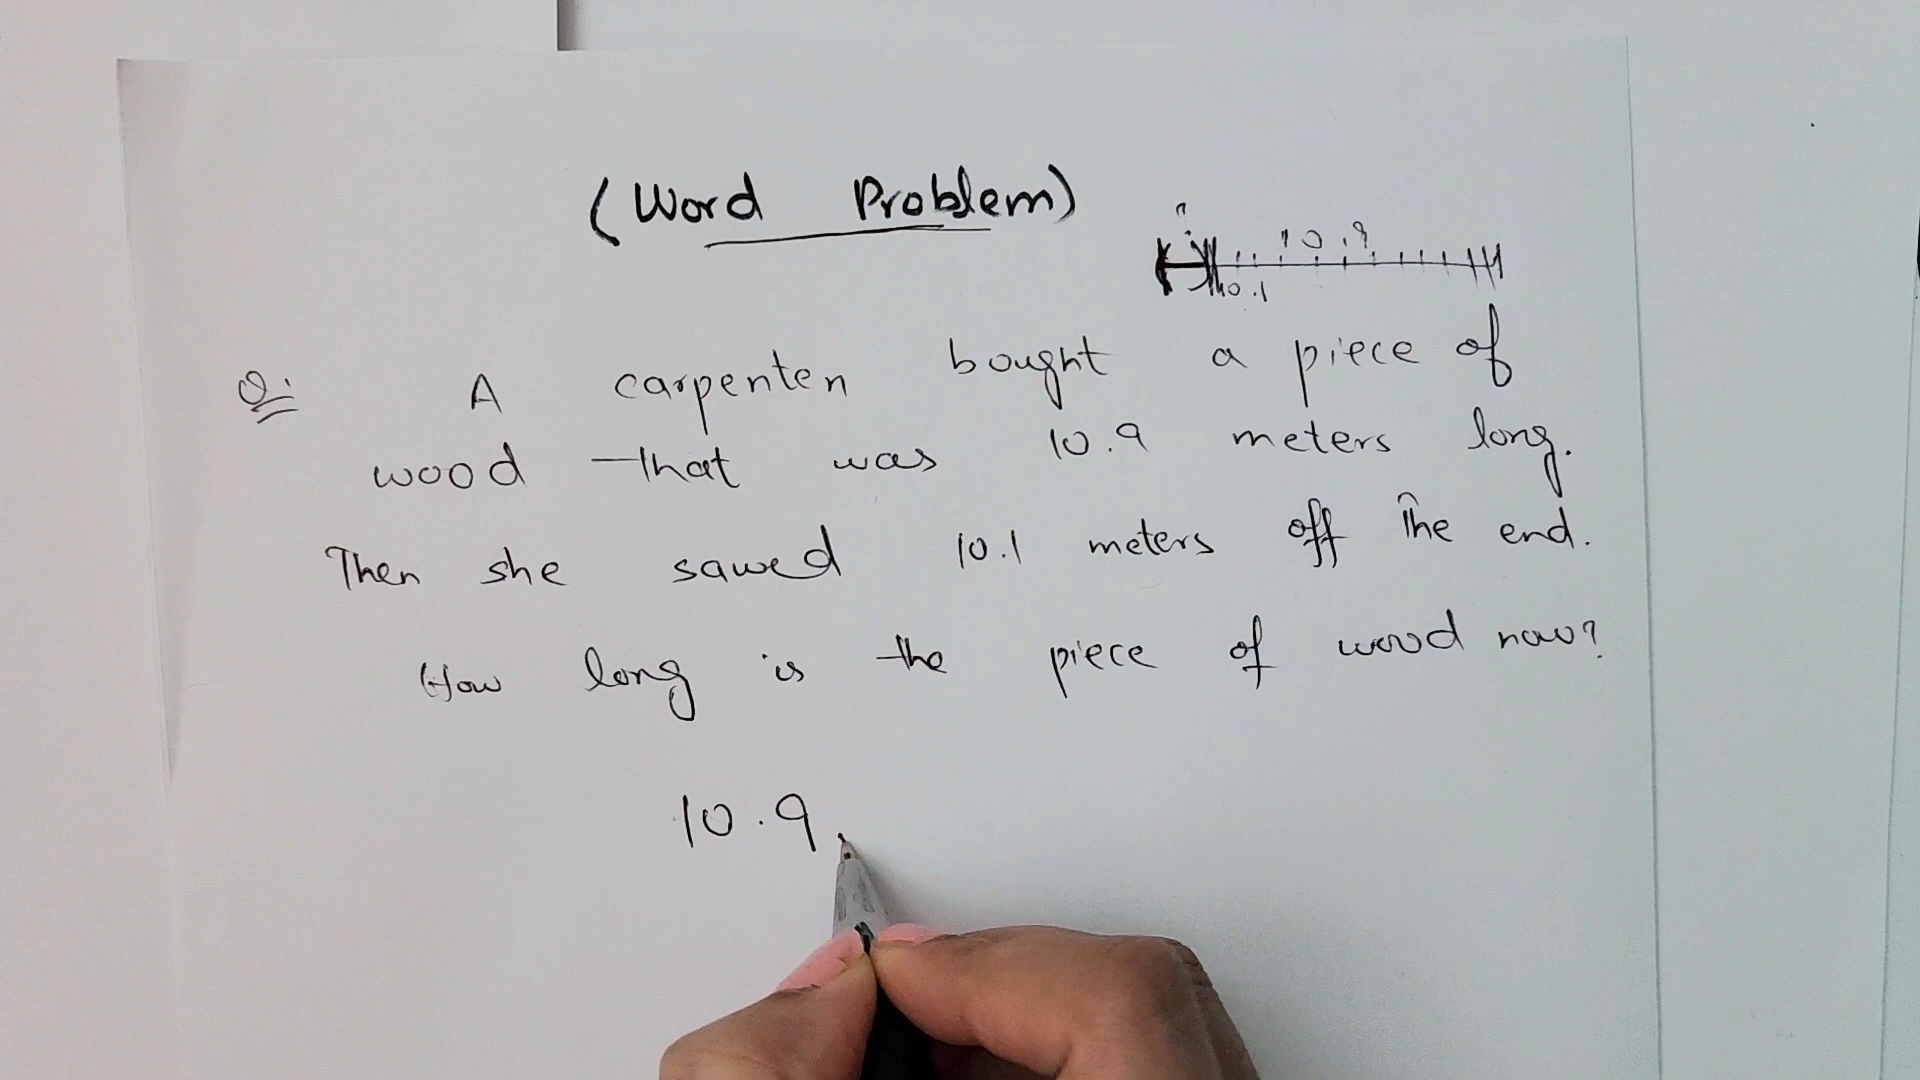 (Word Problem)
?
10.9
10.1
Q: A carpenten bought a piece of
wood that was 10.9 meters long.
Then she sawed 10.1 meters off the end.
How long is the piece of wood now?
10.9